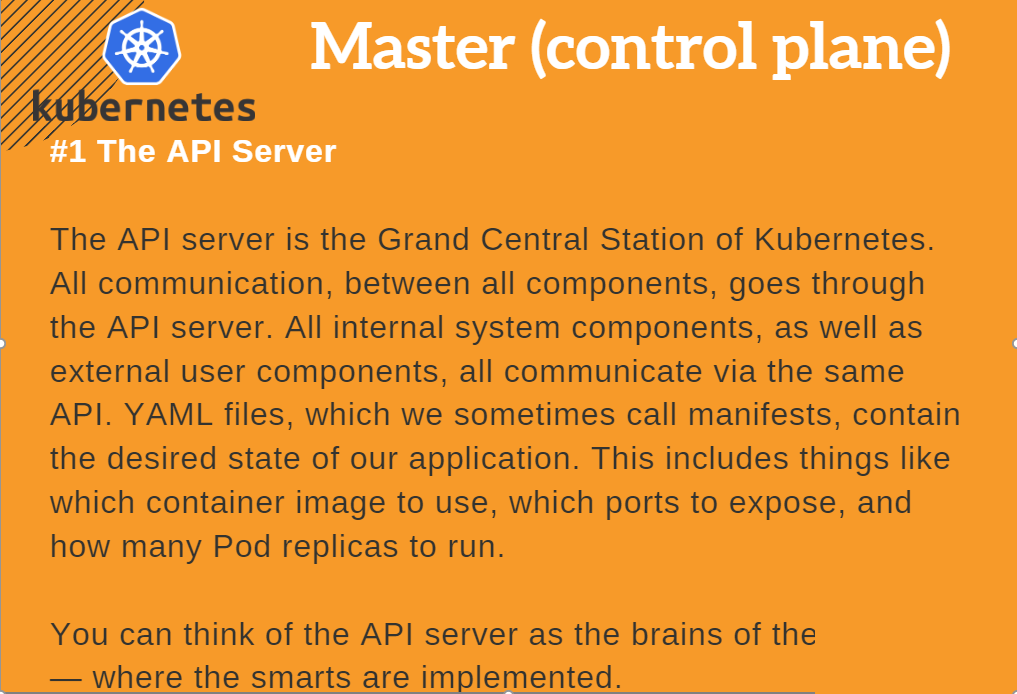 Master (control plane)
kubernetes
#1 The API Server
The API server is the Grand Central Station of Kubernetes.
All communication, between all components, goes through
the API server. All internal system components, as well as
external user components, all communicate via the same
API. YAML files, which we sometimes call manifests, contain
the desired state of our application. This includes things like
which container image to use, which ports to expose, and
how many Pod replicas to run.
You can think of the API server as the brains of the
— where the smarts are implemented.